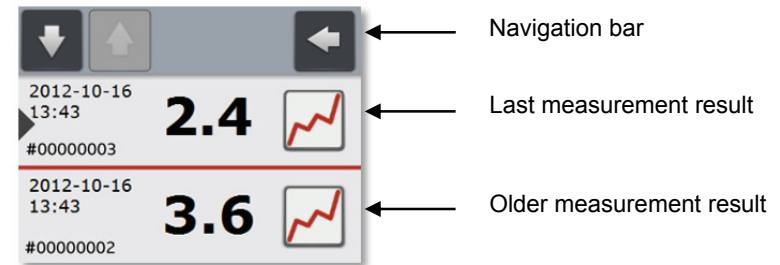 Navigation bar
2012-10-16
13:43
2.4
#00000003
Last measurement result
2012-10-16
13:43
3.6
#00000002
Older measurement result